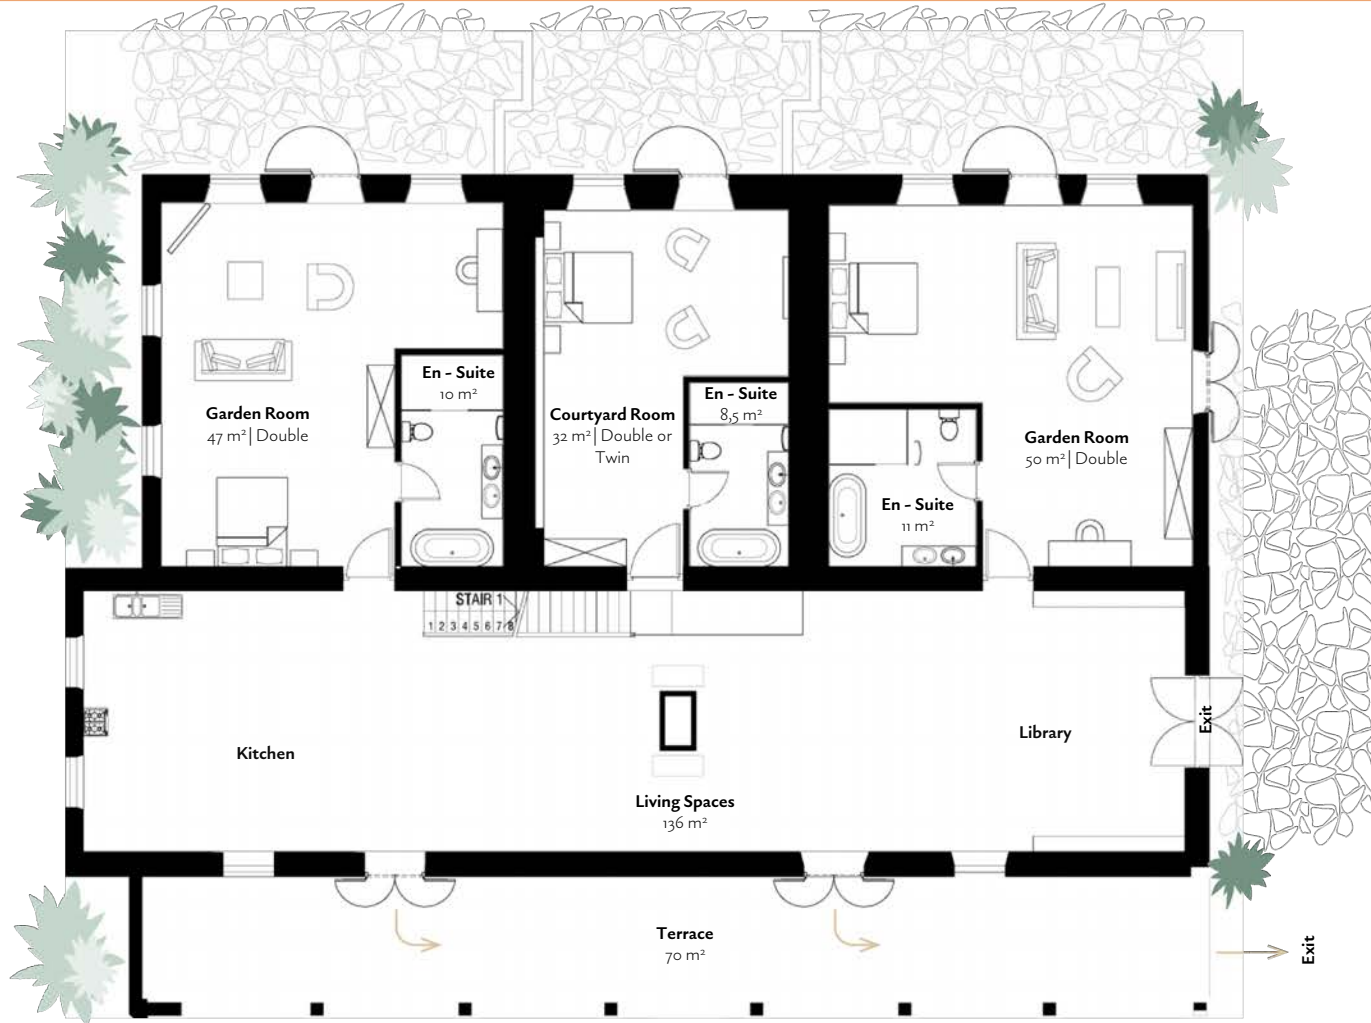 En - Suite
10 m²
Garden Room
47 m² | Double
Courtyard Room
32 m² | Double or
Twin
En - Suite
8,5 m²
Garden Room
50 m² | Double
En - Suite
11 m²
STAIR 1
1 2 3 4 5 6 7 8
Kitchen
Living Spaces
136 m²
Library
Exit
Terrace
70 m²
Exit